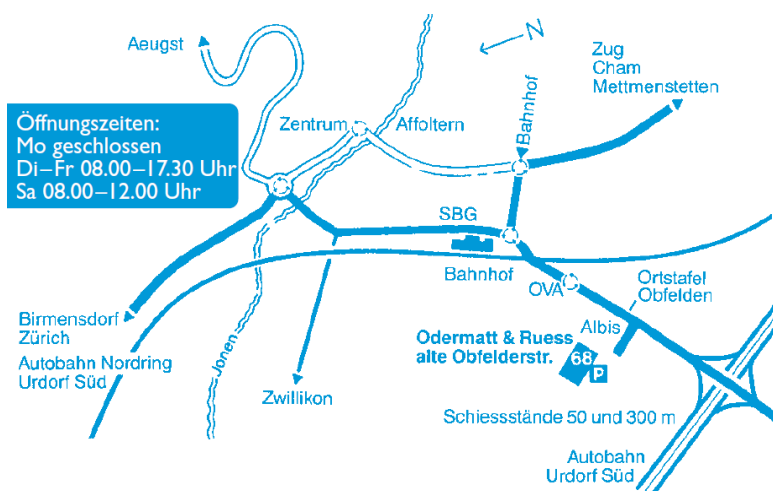 Aeugst
N
Zug
Cham
Mettmenstetten
Bahnhof
Öffnungszeiten:
Mo geschlossen
Di–Fr 08.00–17.30 Uhr
Sa 08.00–12.00 Uhr
Zentrum Affoltern
SBG
Bahnhof
OVA
Ortstafel
Obfelden
Albis
Birmensdorf
Zürich
Autobahn Nordring
Urdorf Süd
Jonen
Zwillikon
Odermatt & Ruess
alte Obfelderstr.
68
P
Schiessstände 50 und 300 m
Autobahn
Urdorf Süd